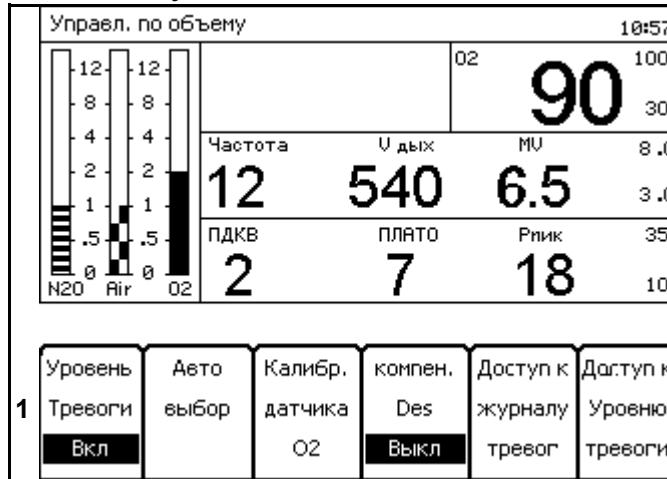 Управл. по объему 10:57
12 12 O2 90 100
8 8 30
4 4 Частота V дых MV 8.0
2 2 12 540 6.5
1 1 3.0
.5 .5 ПДКВ ПЛАТО Рпик 35
0 0 2 7 18 10
N2O Air O2
Уровень Авто Калибр. компен. Доступ к Доступ к
1 Тревоги выбор датчика Des журналу Уровню
Вкл O2 Выкл тревог тревоги